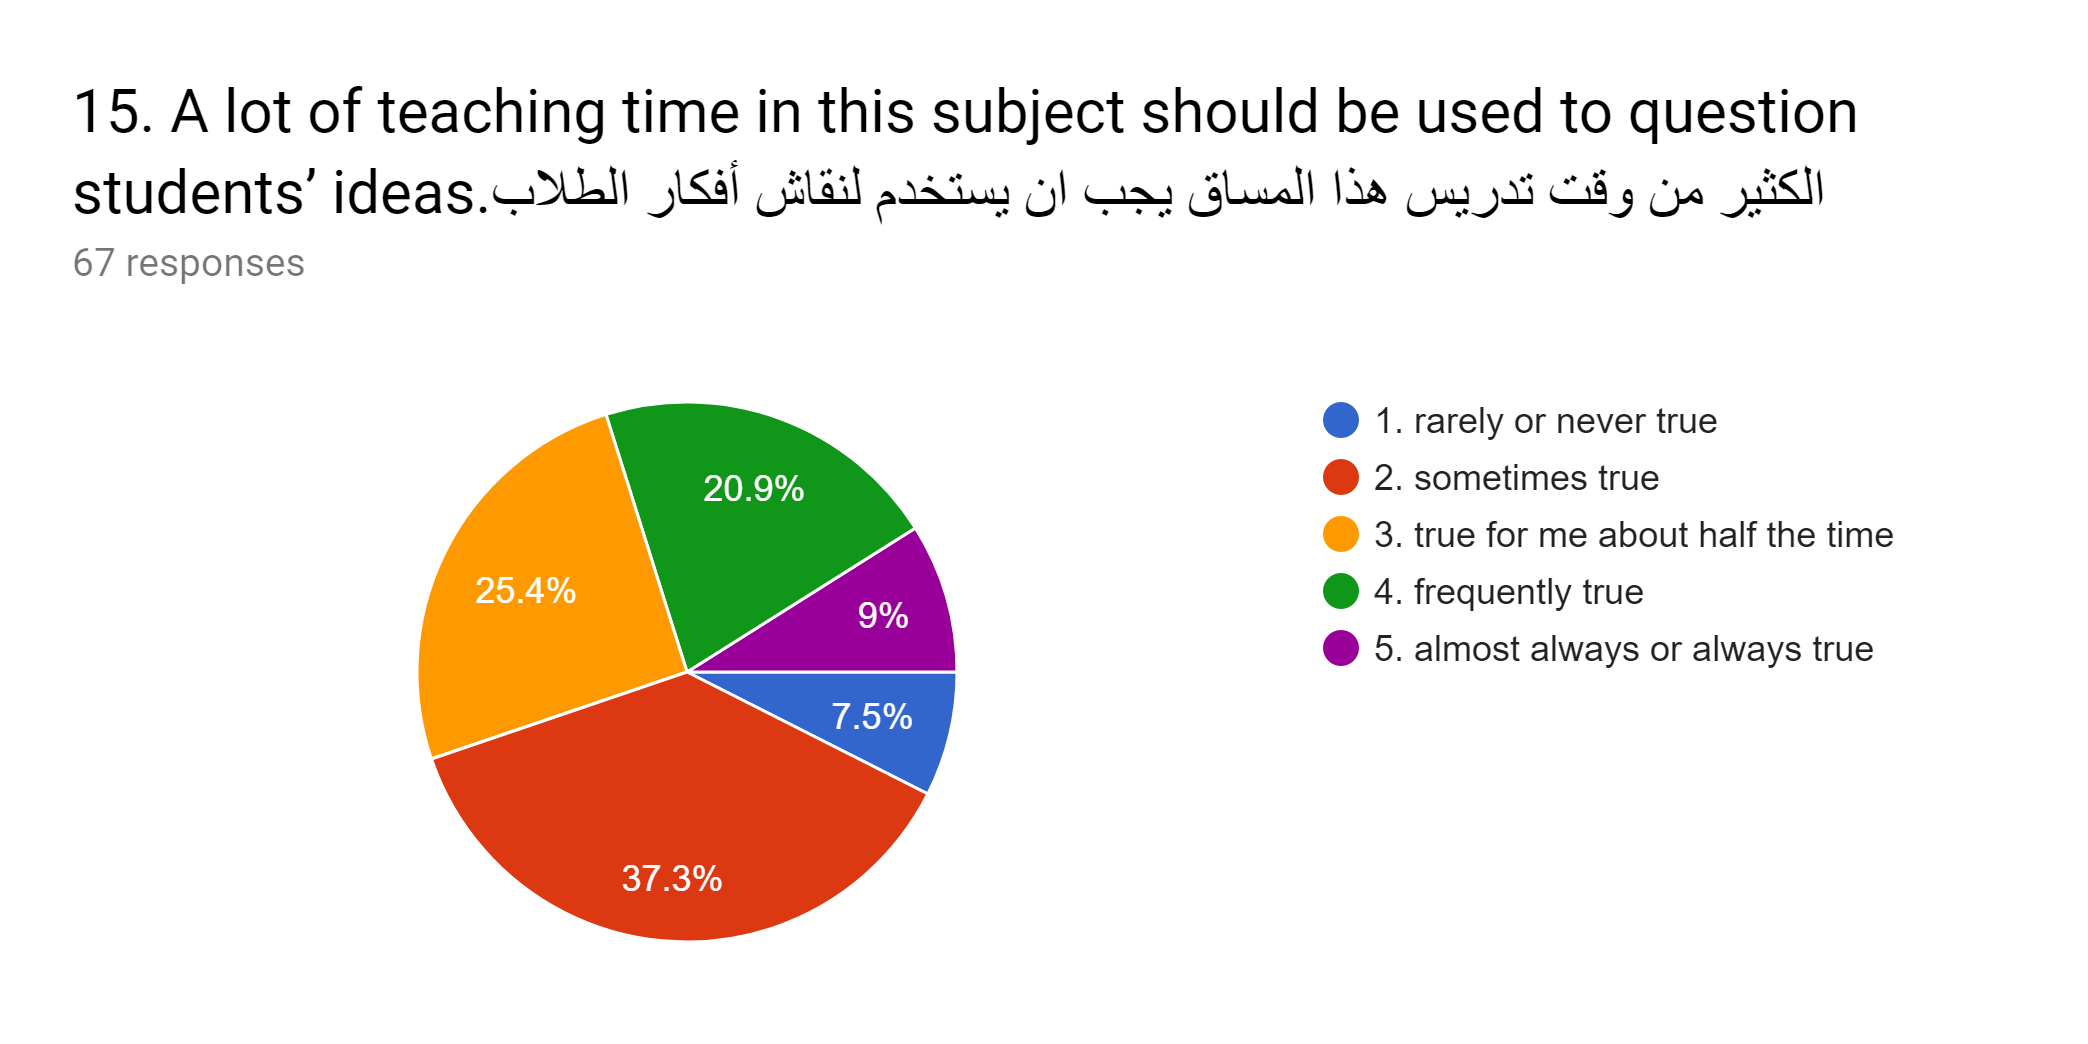 15. A lot of teaching time in this subject should be used to question
students’ ideas.الكثير من وقت تدريس هذا المساق يجب ان يستخدم لنقاش أفكار الطلاب
67 responses
20.9%
25.4%
9%
7.5%
37.3%
1. rarely or never true
2. sometimes true
3. true for me about half the time
4. frequently true
5. almost always or always true